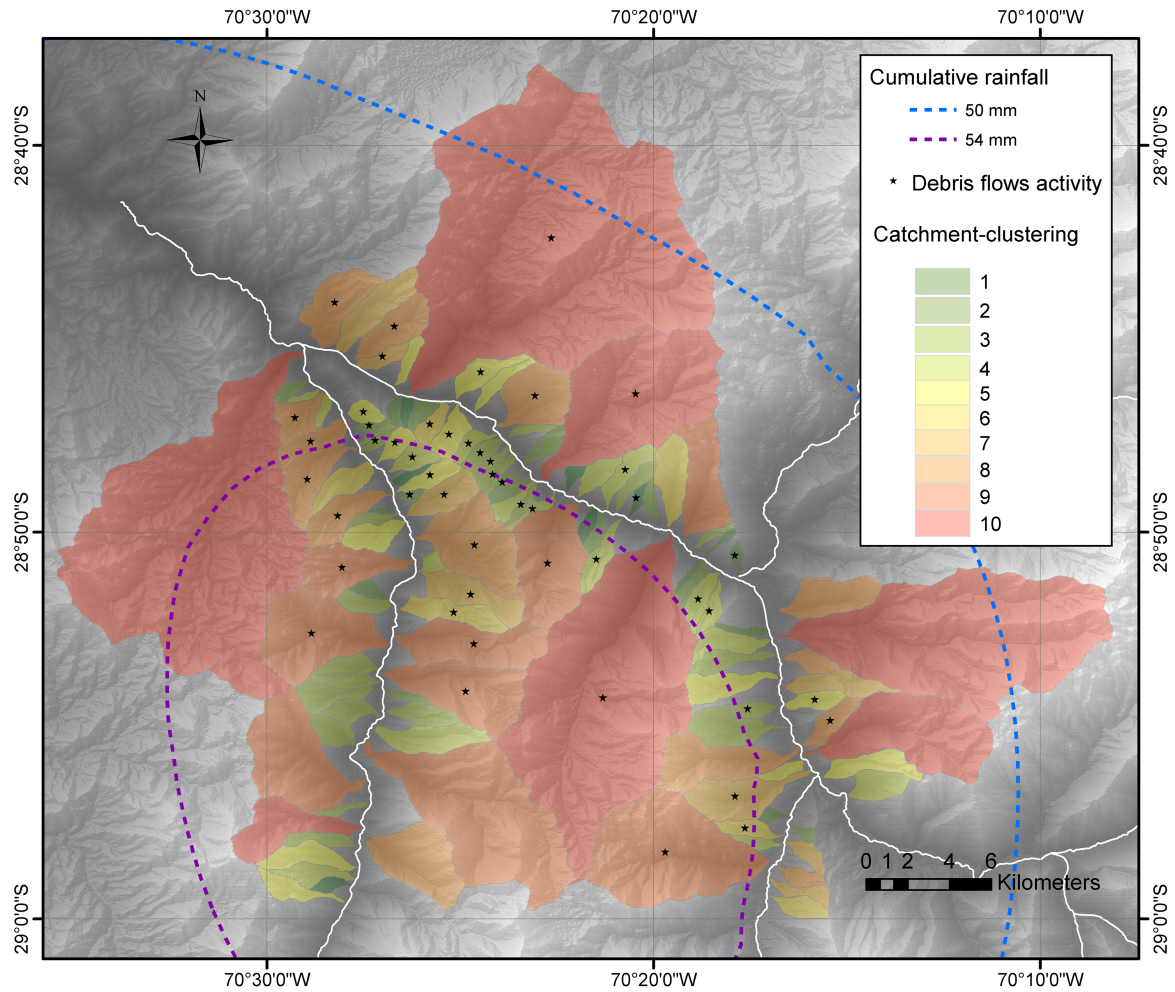 70°30'0"W 70°20'0"W 70°10'0"W
N
28°40'0"S 28°40'0"S
Cumulative rainfall
50 mm
54 mm
Debris flows activity
Catchment-clustering
1
2
3
4
5
6
7
8
9
10
28°50'0"S 28°50'0"S
0 1 2 4 6
Kilometers
29°0'0"S 29°0'0"S
70°30'0"W 70°20'0"W 70°10'0"W